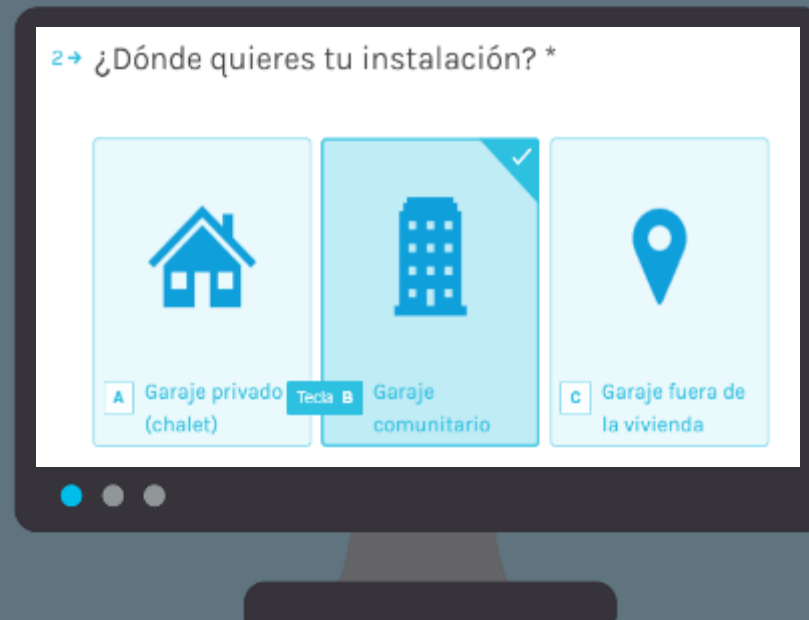 2→ ¿Dónde quieres tu instalación? *
A Garaje privado
(chalet)
Tecla B Garaje
comunitario
C Garaje fuera de
la vivienda